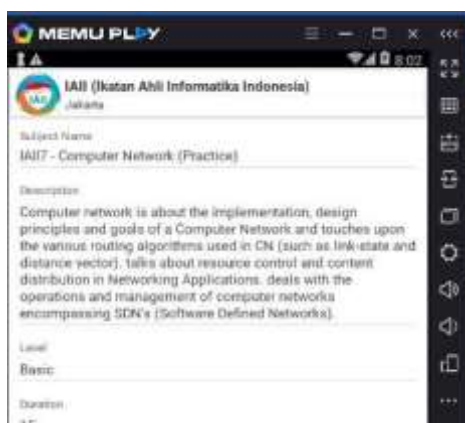 MEMU PLAY
8:02
IAII (Ikatan Ahli Informatika Indonesia)
Jakarta
IAII
Subject Name
IAII7 - Computer Network (Practice)
Description
Computer network is about the implementation, design
principles and goals of a Computer Network and touches upon
the various routing algorithms used in CN (such as link-state and
distance vector). talks about resource control and content
distribution in Networking Applications. deals with the
operations and management of computer networks
encompassing SDN's (Software Defined Networks).
Level
Basic
Duration